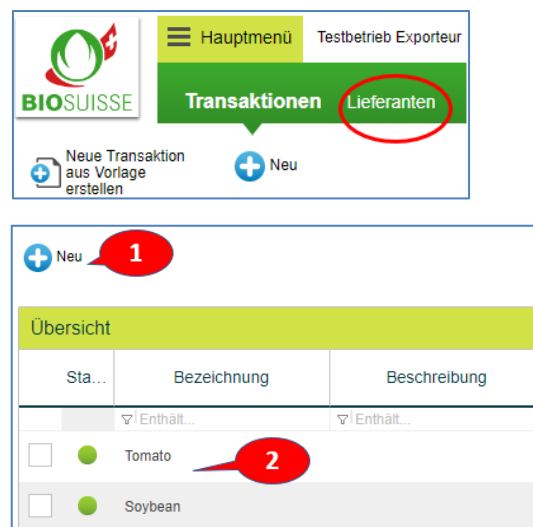 Hauptmenü Testbetrieb Exporteur
BIOSUISSE
Transaktionen Lieferanten
Neue Transaktion
aus Vorlage
erstellen
Neu
Neu 1
Übersicht
Sta... Bezeichnung Beschreibung
Enthält... Enthält...
Tomato 2
Soybean